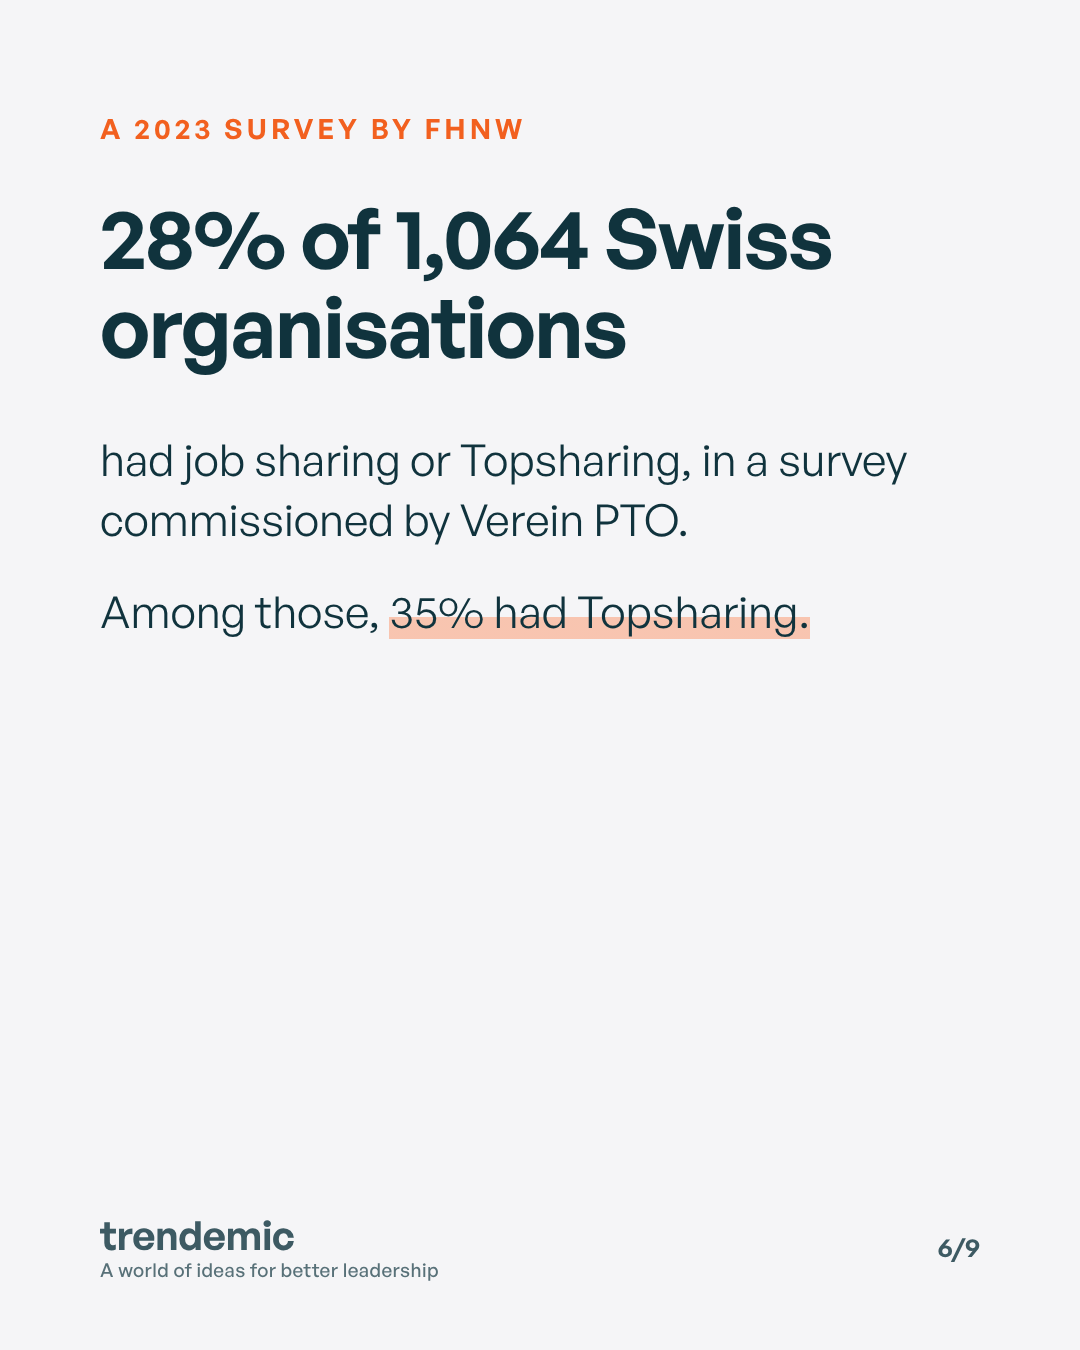 A 2023 SURVEY BY FHNW
28% of 1,064 Swiss
organisations
had job sharing or Topsharing, in a survey
commissioned by Verein PTO.
Among those, 35% had Topsharing.
trendemic
A world of ideas for better leadership
6/9